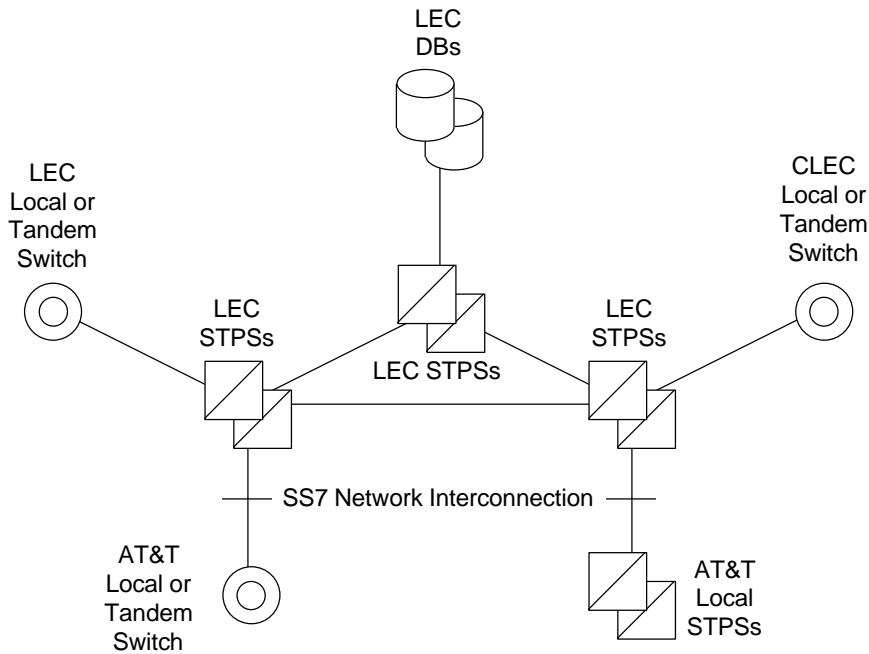 LEC
DBs
LEC
Local or
Tandem
Switch
CLEC
Local or
Tandem
Switch
LEC
STPSs
LEC
STPSs
LEC STPSs
SS7 Network Interconnection
AT&T
Local or
Tandem
Switch
AT&T
Local
STPSs